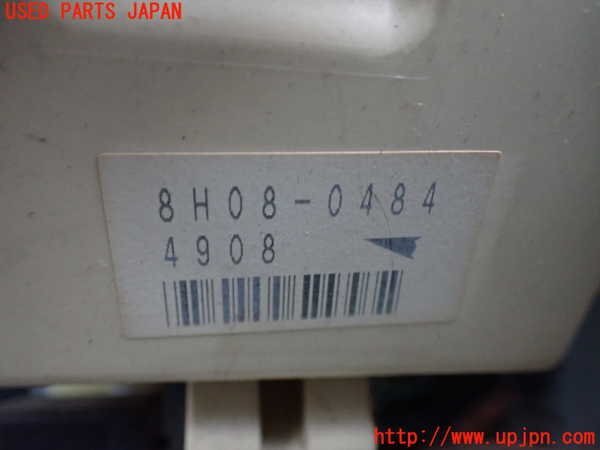 USED PARTS JAPAN
8H08-0484
4908
http://www.upjpn.com/